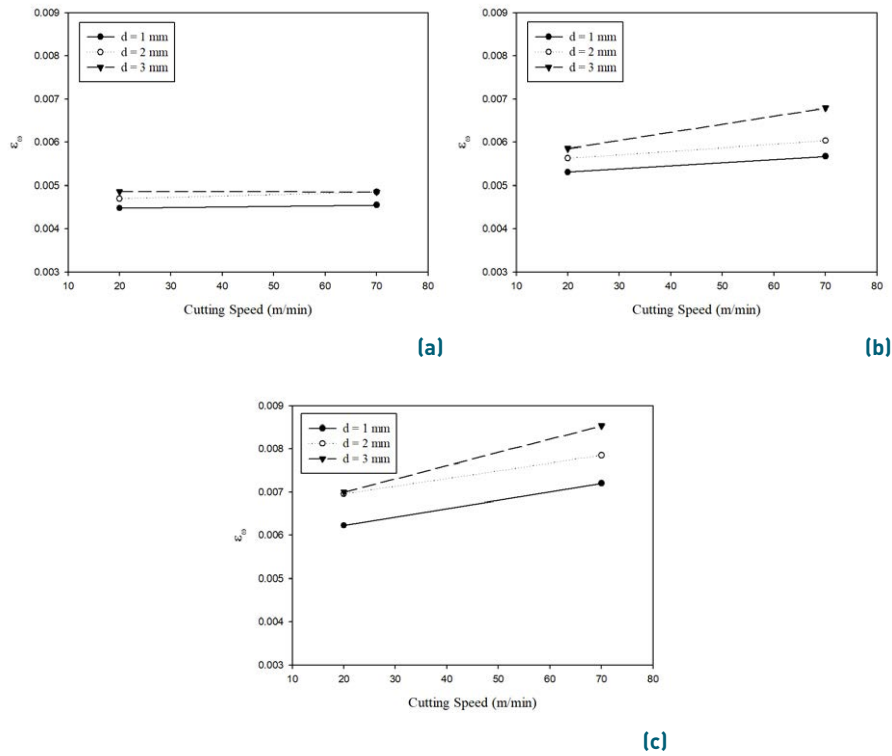 0.009
0.008
0.007
0.006
0.005
0.004
0.003
εω
d = 1 mm
d = 2 mm
d = 3 mm
10 20 30 40 50 60 70 80
Cutting Speed (m/min)
(a)
0.009
0.008
0.007
0.006
0.005
0.004
0.003
εω
d = 1 mm
d = 2 mm
d = 3 mm
10 20 30 40 50 60 70 80
Cutting Speed (m/min)
(b)
0.009
0.008
0.007
0.006
0.005
0.004
0.003
εω
d = 1 mm
d = 2 mm
d = 3 mm
10 20 30 40 50 60 70 80
Cutting Speed (m/min)
(c)